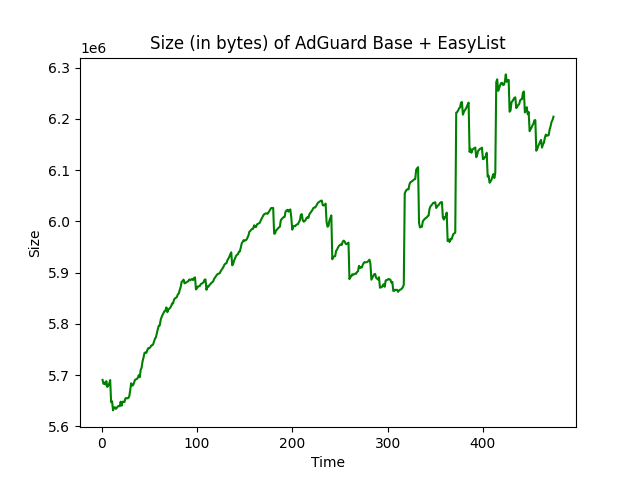 Size (in bytes) of AdGuard Base + EasyList
1e6
6.3
6.2
6.1
6.0
5.9
5.8
5.7
5.6
Size
0 100 200 300 400
Time